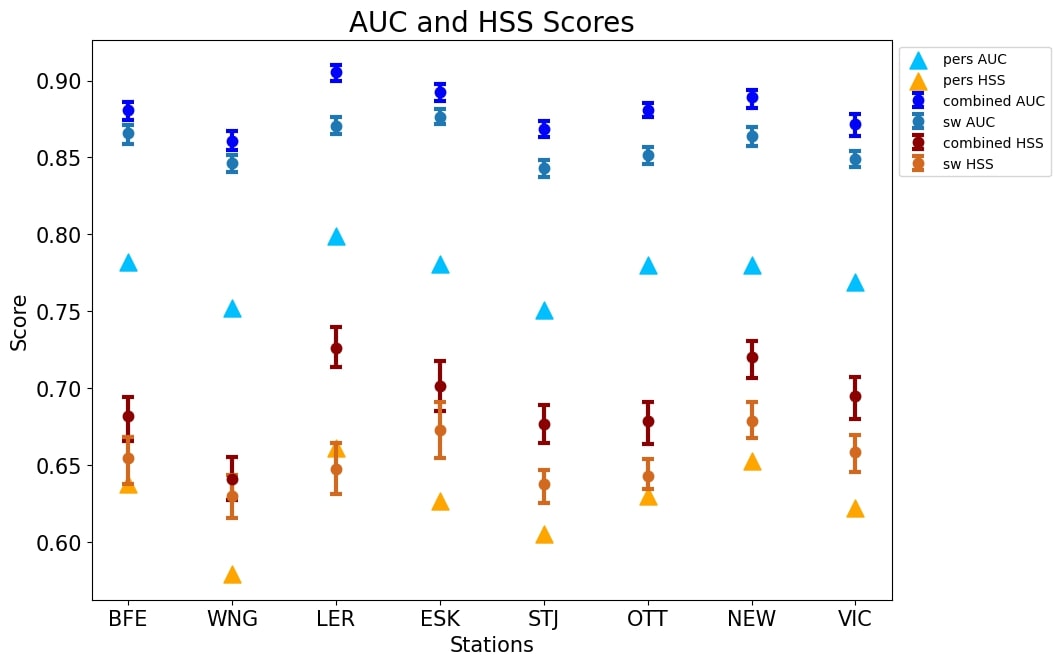 AUC and HSS Scores
pers AUC
pers HSS
combined AUC
sw AUC
combined HSS
sw HSS
Score
0.90
0.85
0.80
0.75
0.70
0.65
0.60
BFE WNG LER ESK STJ OTT NEW VIC
Stations